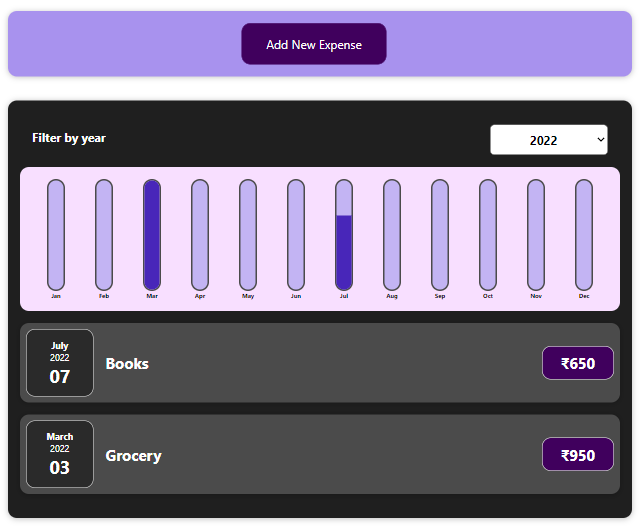 Add New Expense
Filter by year
2022
Jan Feb Mar Apr May Jun Jul Aug Sep Oct Nov Dec
July
2022
07
Books
₹650
March
2022
03
Grocery
₹950